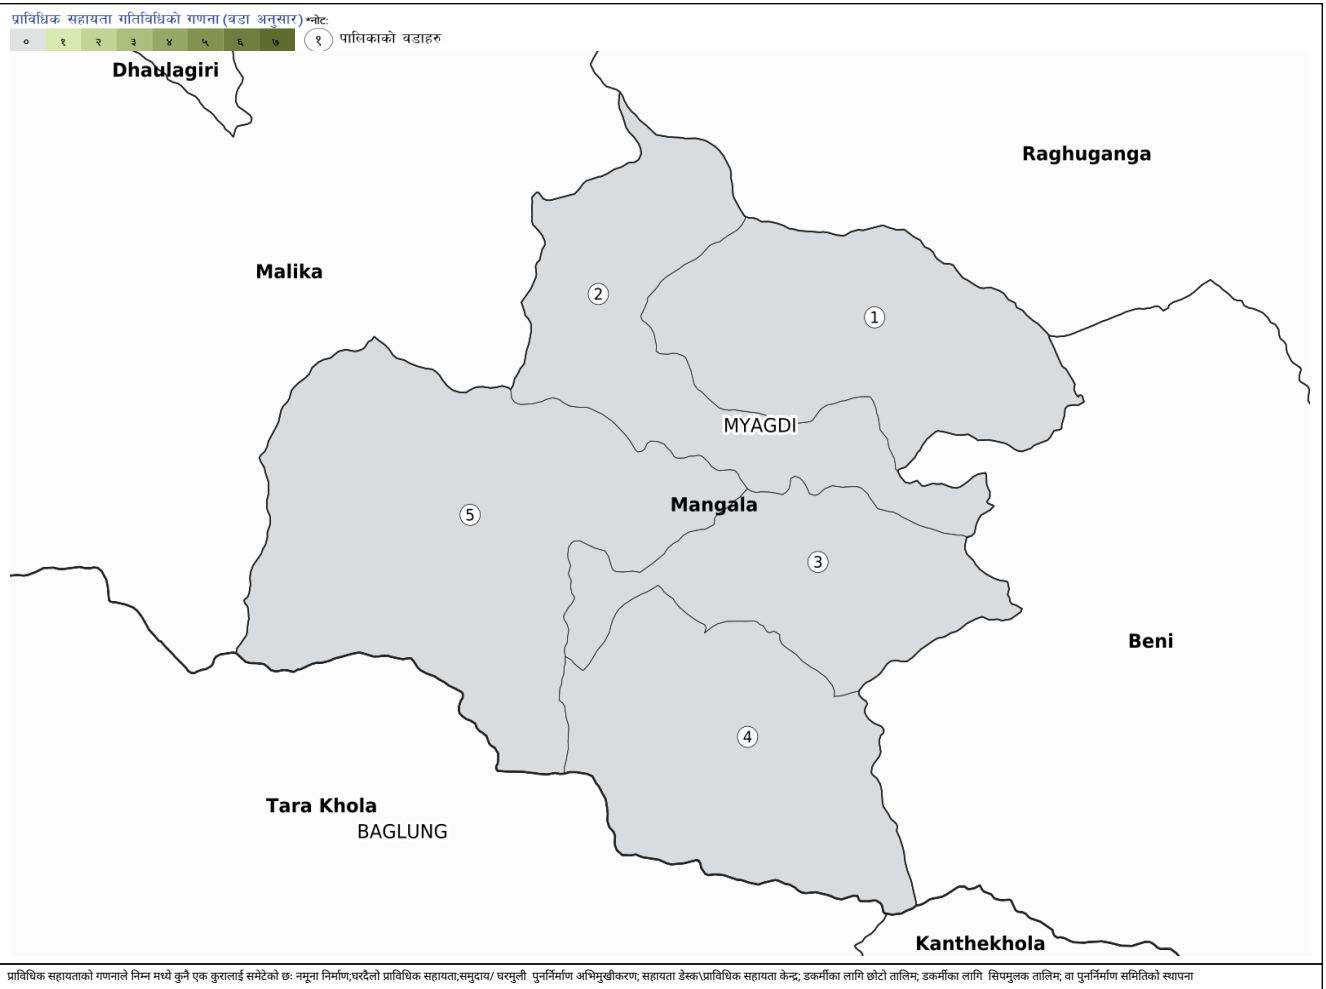 प्राविधिक सहायता गतिविधिको गणना (वडा अनुसार) *नोट:
० १ २ ३ ४ ५ ६ ७ १ पालिकाको वडाहरु
Dhaulagiri
Raghuganga
Malika
2
1
MYAGDI
Mangala
5
3
Beni
4
Tara Khola
BAGLUNG
Kanthekhola
प्राविधिक सहायताको गणनाले निम्न मध्ये कुनै एक कुरालाई समेटेको छः नमूना निर्माण;घरदैलो प्राविधिक सहायता;समुदाय/ घरमुली पुनर्निर्माण अभिमुखीकरण; सहायता डेस्क\प्राविधिक सहायता केन्द्र; डकर्मीका लागि छोटो तालिम; डकर्मीका लागि सिपमुलक तालिम; वा पुनर्निर्माण समितिको स्थापना